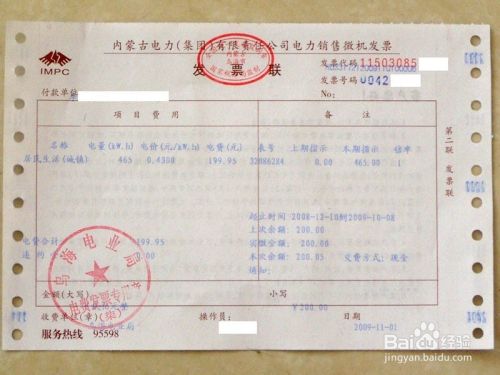 内蒙古电力(集团)有限责任公司电力销售微机发票
IMPC
发票联
发票代码 11503085
发票号码 0042
No:
付款单位
项目费用 备注
名称 电量(kW.h) 电价(元/kW.h) 电费(元) 表号 上期指示 本期指示 倍率
居民生活(城镇) 465 0.4300 199.95 32086284 0.00 465.00 1
起止时间 2008-12-10到2009-10-08
电费合计 199.95
上次余额: 200.05
实缴金额: 200.00
本次余额: 200.05 交费方式: 现金
通知:
乌海电业局
电费发票专用
金额(大写) 小写
¥200.00
收费单位(章) 操作员: 日期
2009-11-01
服务热线 95598
第二联 发票联
Baidu 经验
jingyan.baidu.com